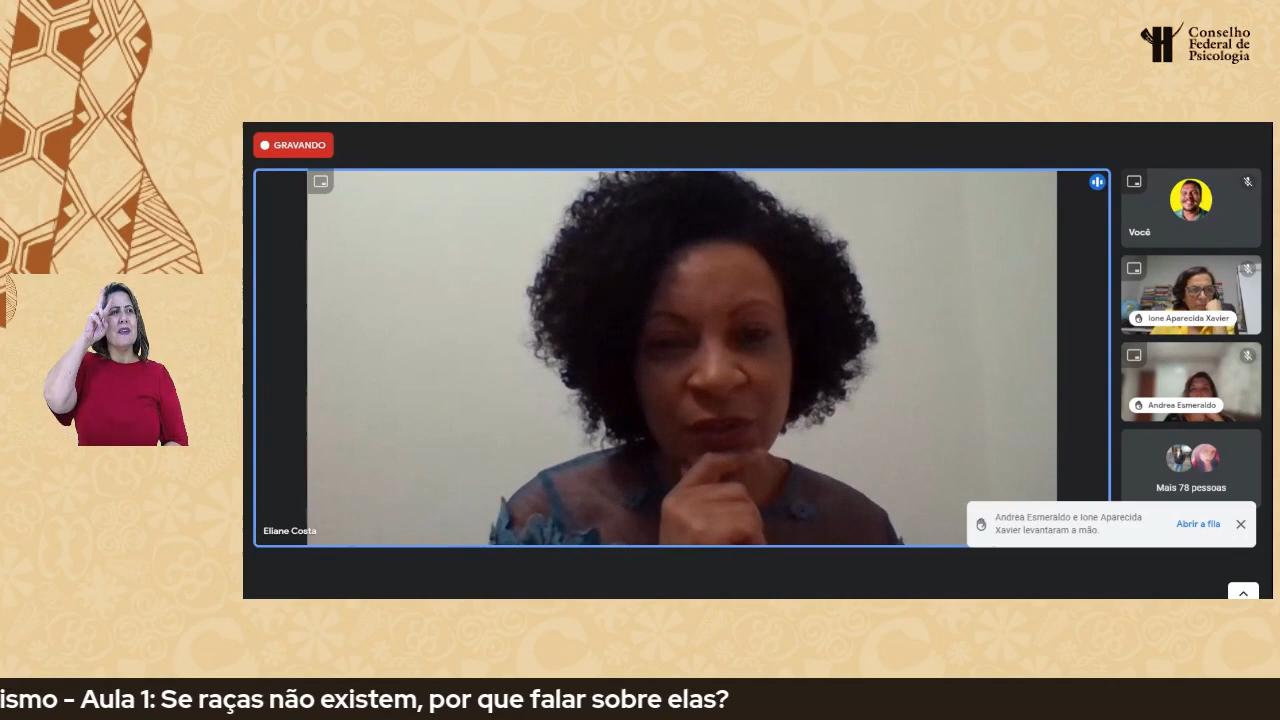 Conselho
Federal de
Psicologia
GRAVANDO
Você
Ione Aparecida Xavier
Andrea Esmeraldo
Mais 78 pessoas
Eliane Costa
Andrea Esmeraldo e Ione Aparecida
Xavier levantaram a mão.
Abrir a fila
ismo - Aula 1: Se raças não existem, por que falar sobre elas?